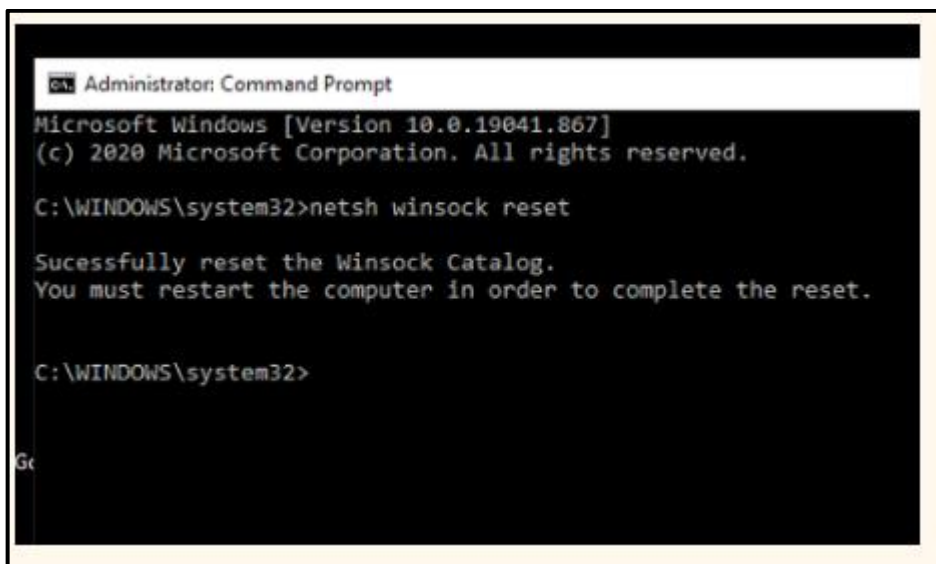 Administrator: Command Prompt
Microsoft Windows [Version 10.0.19041.867]
(c) 2020 Microsoft Corporation. All rights reserved.
C:\WINDOWS\system32>netsh winsock reset
Sucessfully reset the Winsock Catalog.
You must restart the computer in order to complete the reset.
C:\WINDOWS\system32>